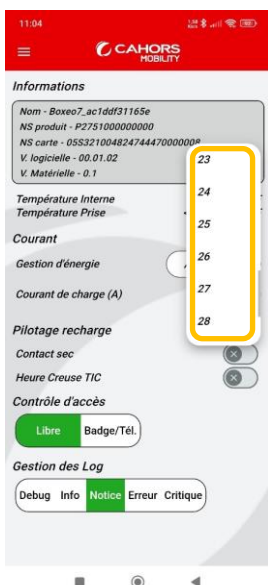 11:04
CAHORS
MOBILITY
Informations
Nom - Boxeo7_ac1ddf31165e
NS produit - P2751000000000
NS carte - 05S321004824744470000008
V. logicielle - 00.01.02
V. Matérielle - 0.1
Température Interne
Température Prise
Courant
Gestion d'énergie
Courant de charge (A)
23
24
25
26
27
28
Pilotage recharge
Contact sec
Heure Creuse TIC
Contrôle d'accès
Libre Badge/Tél.
Gestion des Log
Debug Info Notice Erreur Critique